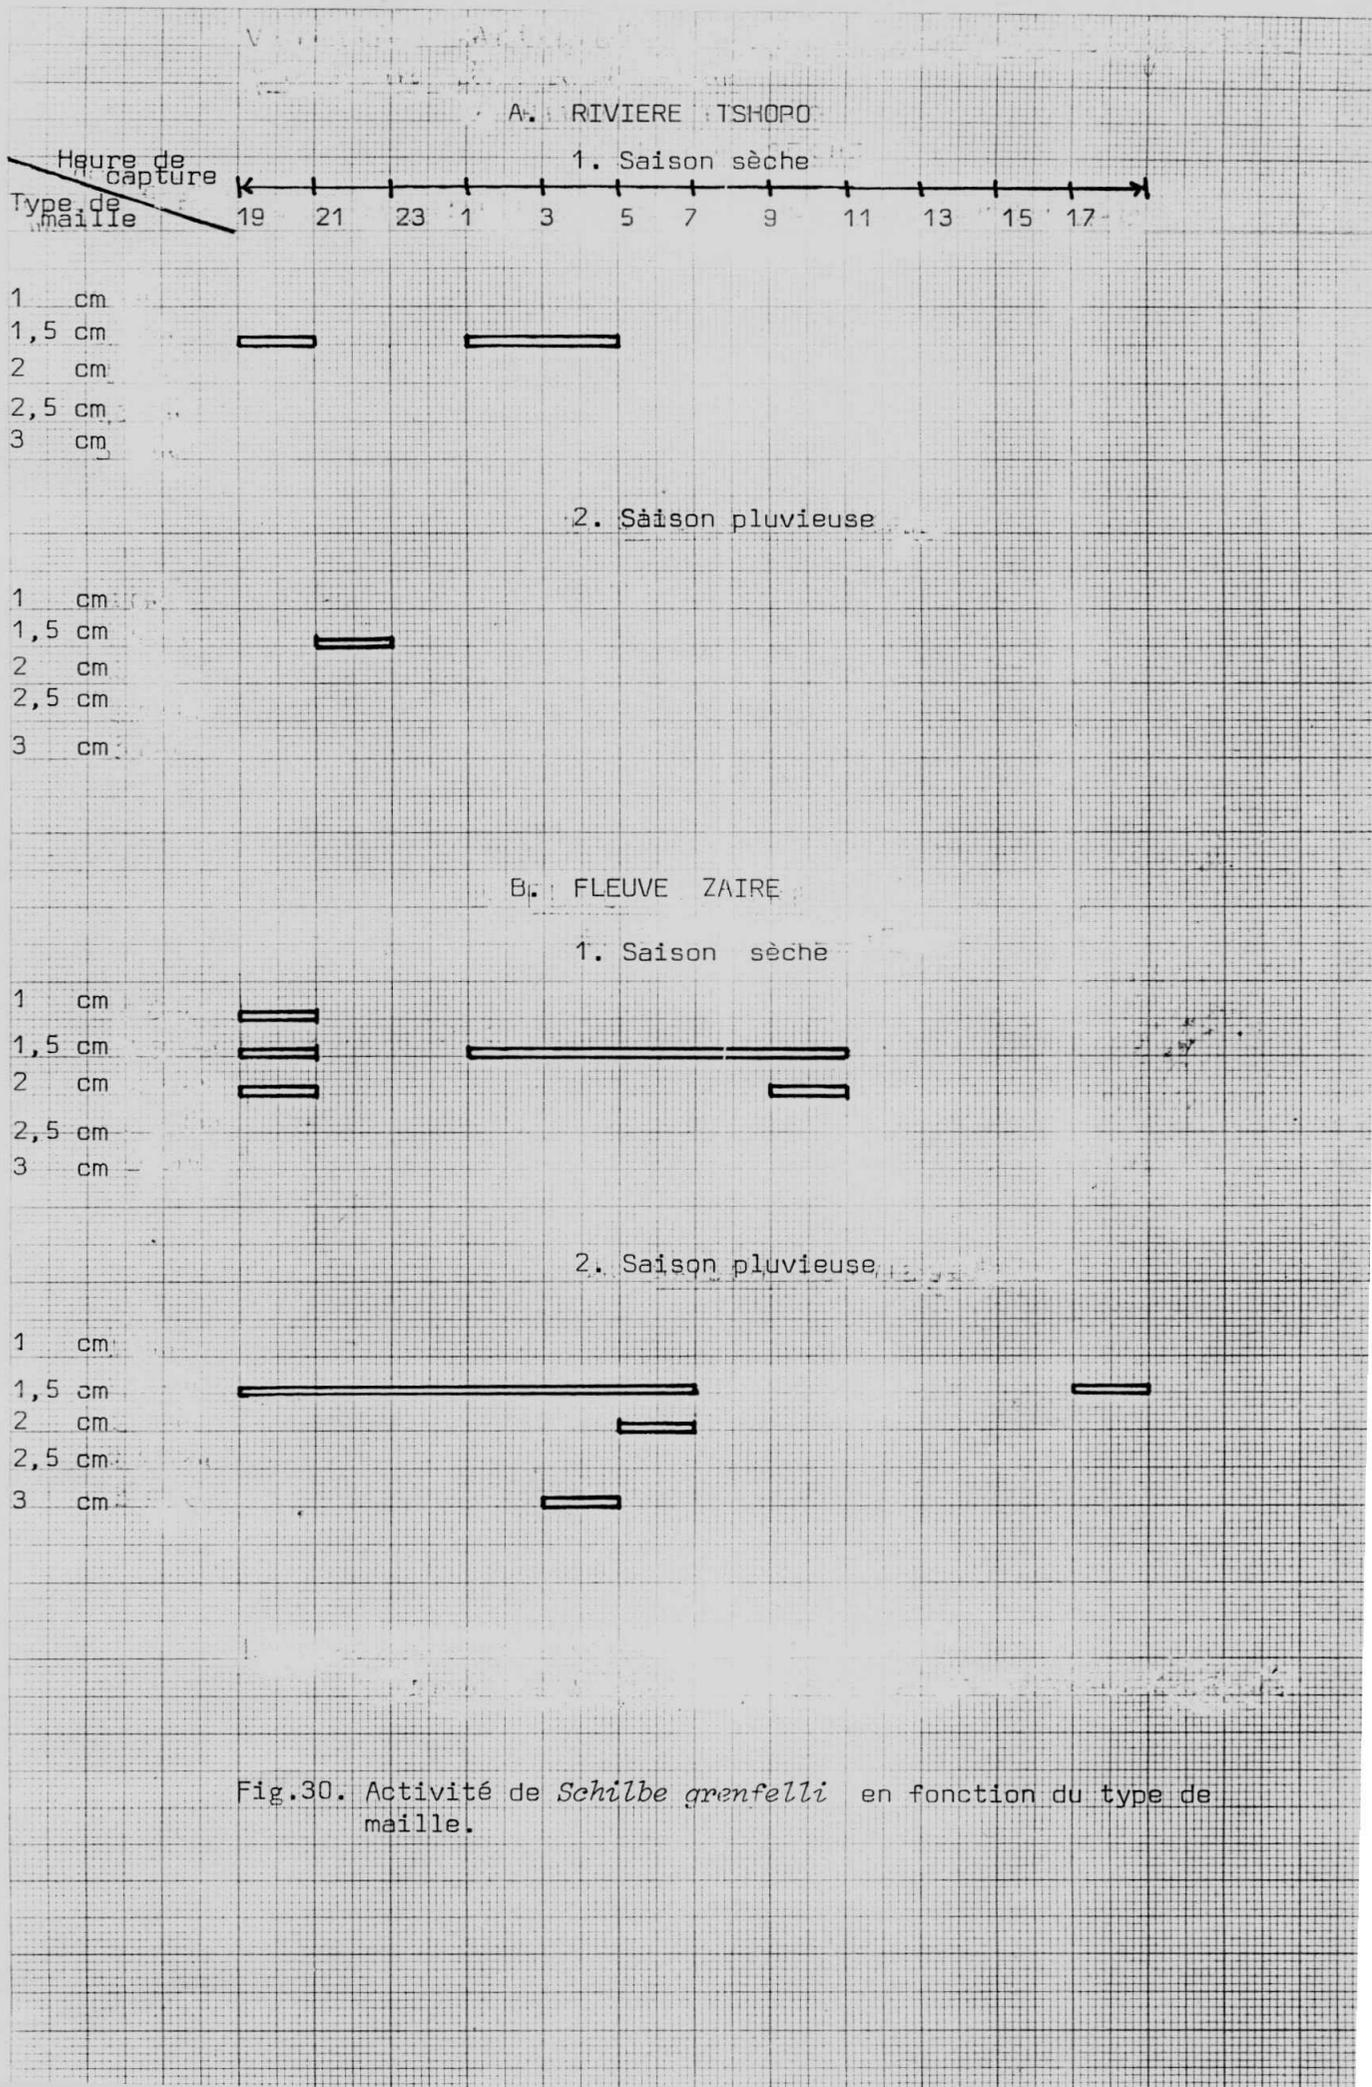 A. RIVIERE TSHOPO
1. Saison sèche
Heure de
capture
Type de
maille
19 21 23 1 3 5 7 9 11 13 15 17
1 cm
1,5 cm
2 cm
2,5 cm
3 cm
2. Saison pluvieuse
1 cm
1,5 cm
2 cm
2,5 cm
3 cm
B. FLEUVE ZAIRE
1. Saison sèche
1 cm
1,5 cm
2 cm
2,5 cm
3 cm
2. Saison pluvieuse
1 cm
1,5 cm
2 cm
2,5 cm
3 cm
Fig.30. Activité de Schilbe grenfelli en fonction du type de
maille.